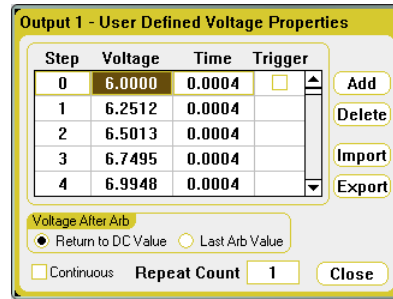 Output 1 - User Defined Voltage Properties
Step Voltage Time Trigger
0 6.0000 0.0004
1 6.2512 0.0004
2 6.5013 0.0004
3 6.7495 0.0004
4 6.9948 0.0004
Add
Delete
Import
Export
Voltage After Arb
Return to DC Value Last Arb Value
Continuous Repeat Count 1 Close